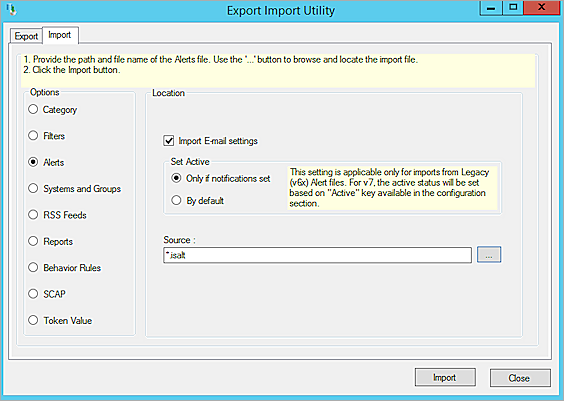 Export Import Utility
Export
Import
1. Provide the path and file name of the Alerts file. Use the '...' button to browse and locate the import file.
2. Click the Import button.
Options
Category
Filters
Alerts
Systems and Groups
RSS Feeds
Reports
Behavior Rules
SCAP
Token Value
Location
Import E-mail settings
Set Active
Only if notifications set
By default
This setting is applicable only for imports from Legacy
(v6x) Alert files. For v7, the active status will be set
based on "Active" key available in the configuration
section.
Source :
*.isalt
...
Import
Close